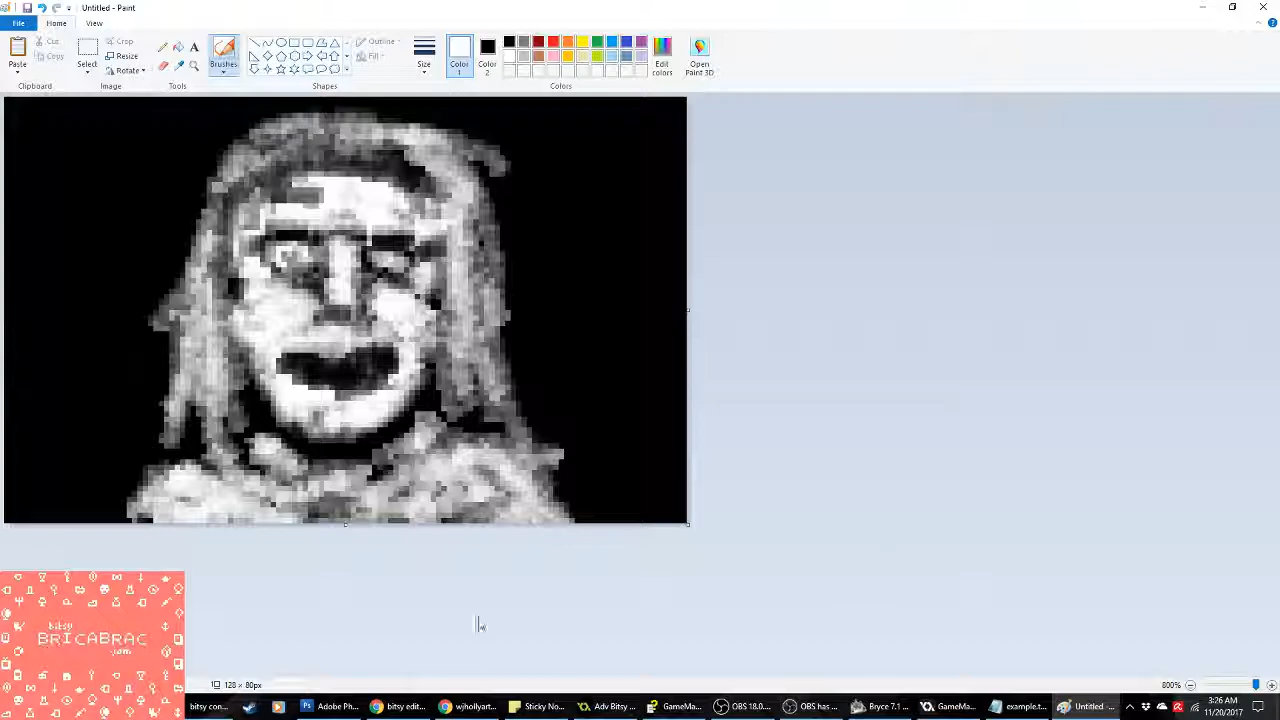 Untitled - Paint
File Home View
Paste
Cut
Copy
Clipboard
Select
Crop
Resize
Rotate
Image
A
Tools
Brushes
Shapes
Outline
Fill
Size
Color 1
Color 2
Colors
Edit colors
Open Paint 3D
bitsy
BRICABRAC
.com
128 × 80px
800%
bitsy con...
Adobe Ph...
bitsy edit...
wjhollyart...
Sticky No...
Adv Bitsy ...
GameMa...
OBS 18.0...
OBS has ...
Bryce 7.1 ...
GameMa...
example.t...
Untitled ...
3:26 AM
11/20/2017